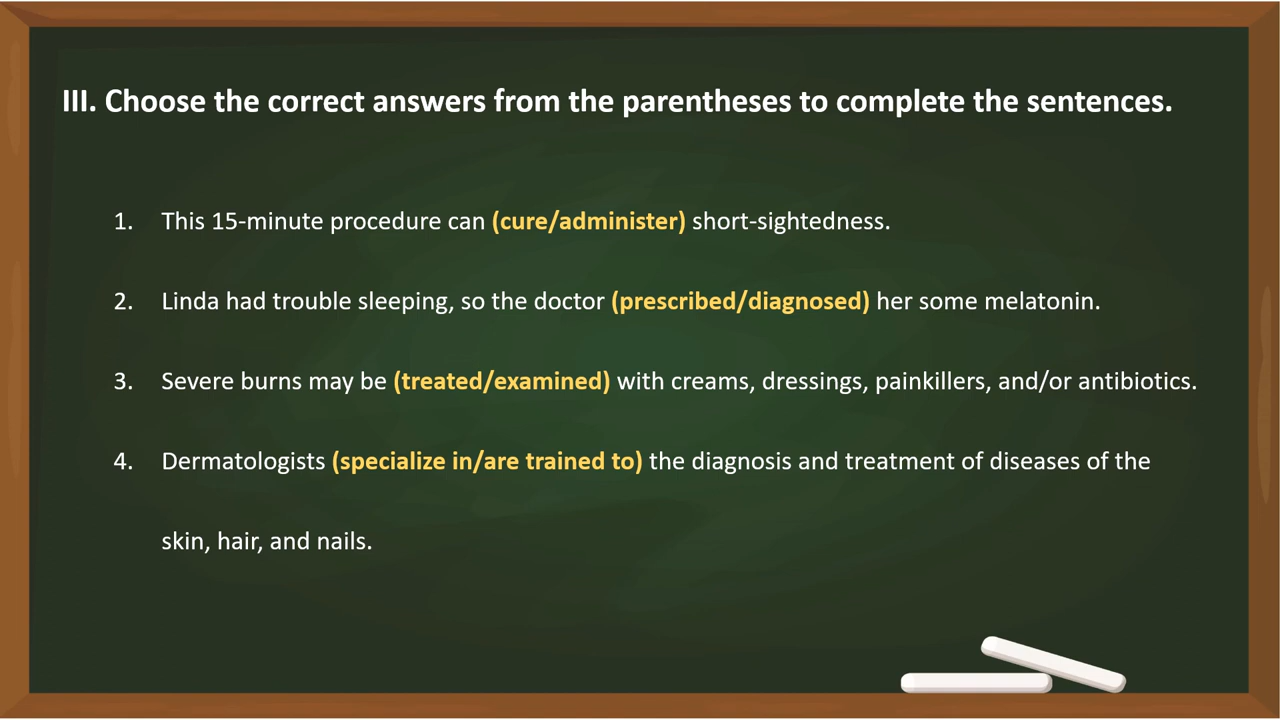 III. Choose the correct answers from the parentheses to complete the sentences.
1. This 15-minute procedure can (cure/administer) short-sightedness.
2. Linda had trouble sleeping, so the doctor (prescribed/diagnosed) her some melatonin.
3. Severe burns may be (treated/examined) with creams, dressings, painkillers, and/or antibiotics.
4. Dermatologists (specialize in/are trained to) the diagnosis and treatment of diseases of the
skin, hair, and nails.